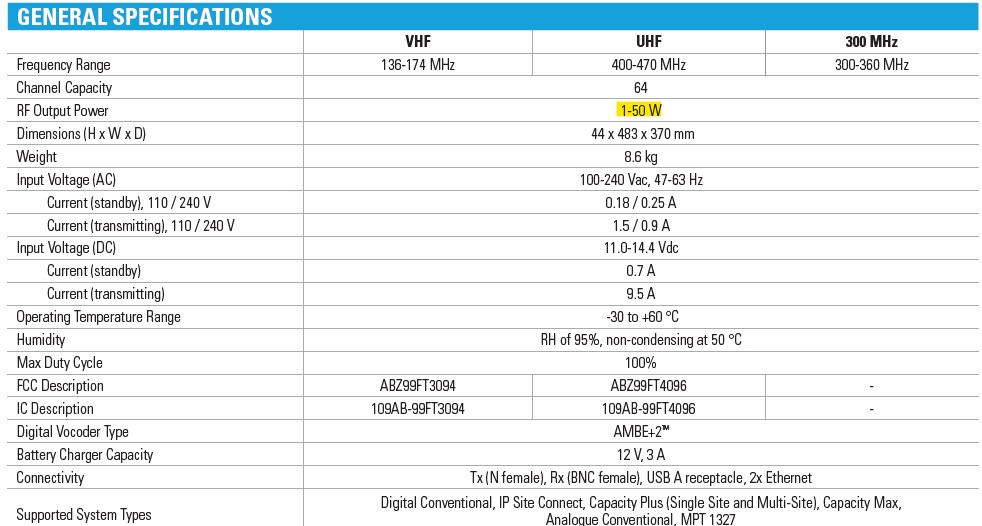 GENERAL SPECIFICATIONS
VHF UHF 300 MHz
Frequency Range 136-174 MHz 400-470 MHz 300-360 MHz
Channel Capacity 64
RF Output Power 1-50 W
Dimensions (H x W x D) 44 x 483 x 370 mm
Weight 8.6 kg
Input Voltage (AC) 100-240 Vac, 47-63 Hz
Current (standby), 110 / 240 V 0.18 / 0.25 A
Current (transmitting), 110 / 240 V 1.5 / 0.9 A
Input Voltage (DC) 11.0-14.4 Vdc
Current (standby) 0.7 A
Current (transmitting) 9.5 A
Operating Temperature Range -30 to +60 °C
Humidity RH of 95%, non-condensing at 50 °C
Max Duty Cycle 100%
FCC Description ABZ99FT3094 ABZ99FT4096 -
IC Description 109AB-99FT3094 109AB-99FT4096 -
Digital Vocoder Type AMBE+2™
Battery Charger Capacity 12 V, 3 A
Connectivity Tx (N female), Rx (BNC female), USB A receptacle, 2x Ethernet
Supported System Types Digital Conventional, IP Site Connect, Capacity Plus (Single Site and Multi-Site), Capacity Max,
Analogue Conventional, MPT 1327